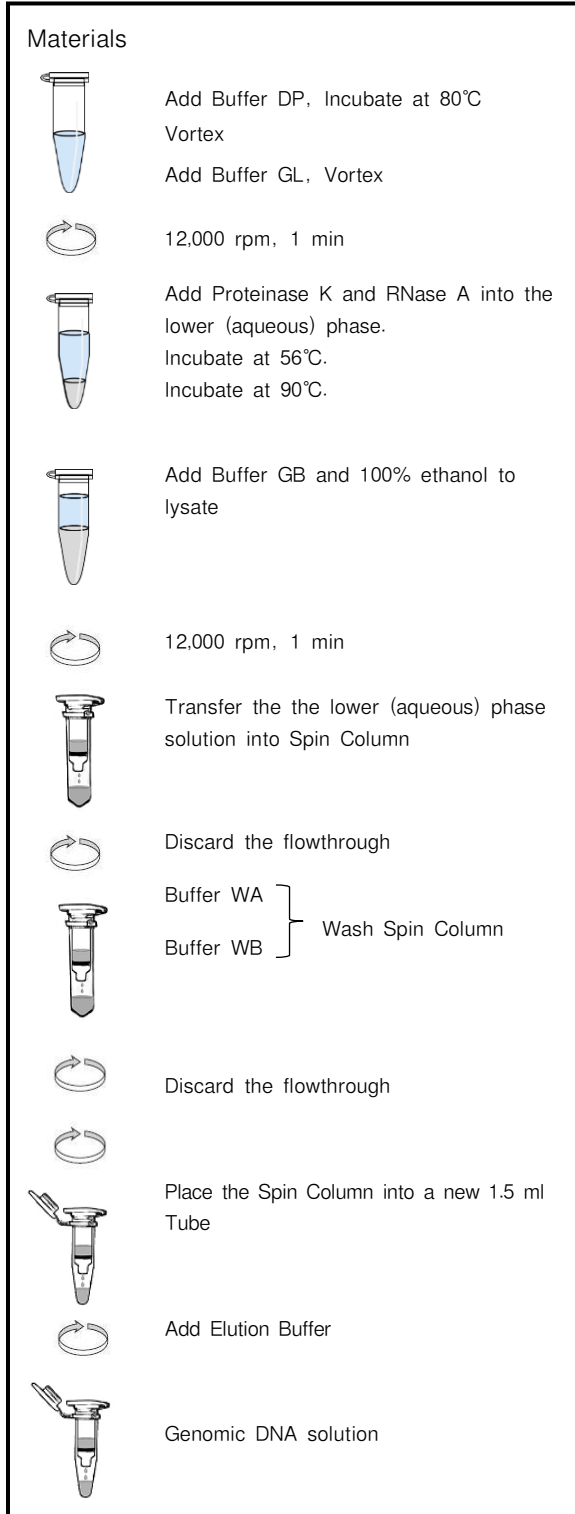 Materials
Add Buffer DP, Incubate at 80℃
Vortex
Add Buffer GL, Vortex
12,000 rpm, 1 min
Add Proteinase K and RNase A into the
lower (aqueous) phase.
Incubate at 56℃.
Incubate at 90℃.
Add Buffer GB and 100% ethanol to
lysate
12,000 rpm, 1 min
Transfer the the lower (aqueous) phase
solution into Spin Column
Discard the flowthrough
Buffer WA
Wash Spin Column
Buffer WB
Discard the flowthrough
Place the Spin Column into a new 1.5 ml
Tube
Add Elution Buffer
Genomic DNA solution